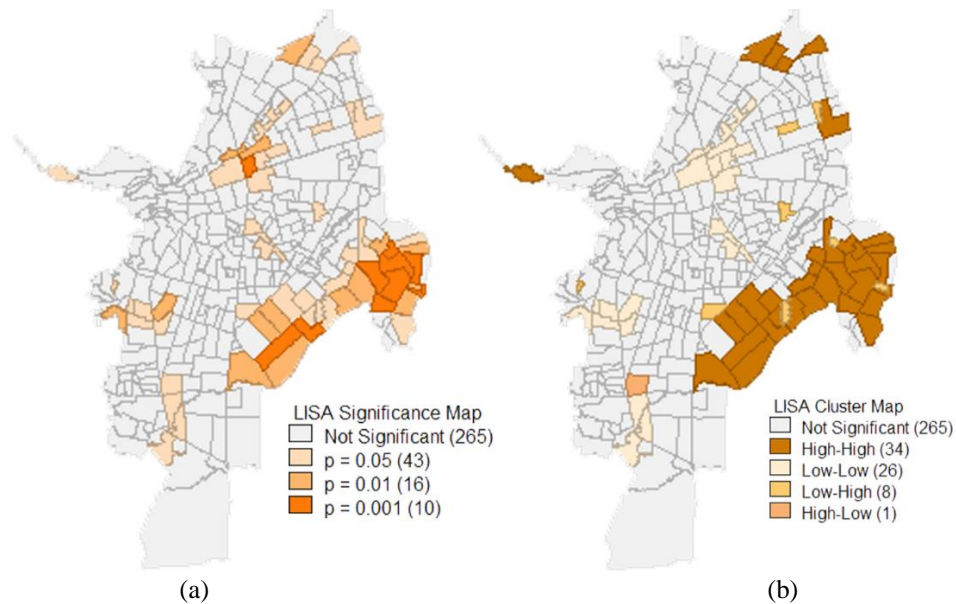 LISA Significance Map
Not Significant (265)
p = 0.05 (43)
p = 0.01 (16)
p = 0.001 (10)
(a)
LISA Cluster Map
Not Significant (265)
High-High (34)
Low-Low (26)
Low-High (8)
High-Low (1)
(b)